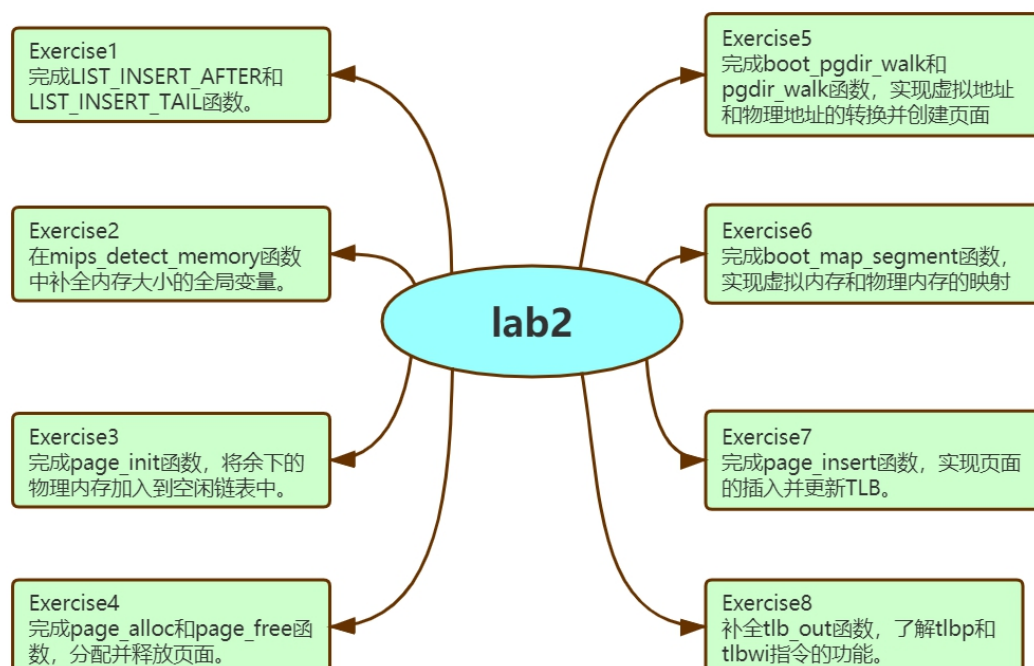 Exercise1
完成LIST_INSERT_AFTER和
LIST_INSERT_TAIL函数。
Exercise2
在mips_detect_memory函数
中补全内存大小的全局变量。
Exercise3
完成page_init函数，将余下的
物理内存加入到空闲链表中。
Exercise4
完成page_alloc和page_free函
数，分配并释放页面。
lab2
Exercise5
完成boot_pgdir_walk和
pgdir_walk函数，实现虚拟地址
和物理地址的转换并创建页面
Exercise6
完成boot_map_segment函数，
实现虚拟内存和物理内存的映射
Exercise7
完成page_insert函数，实现页面
的插入并更新TLB。
Exercise8
补全tlb_out函数，了解tlbp和
tlbwi指令的功能。